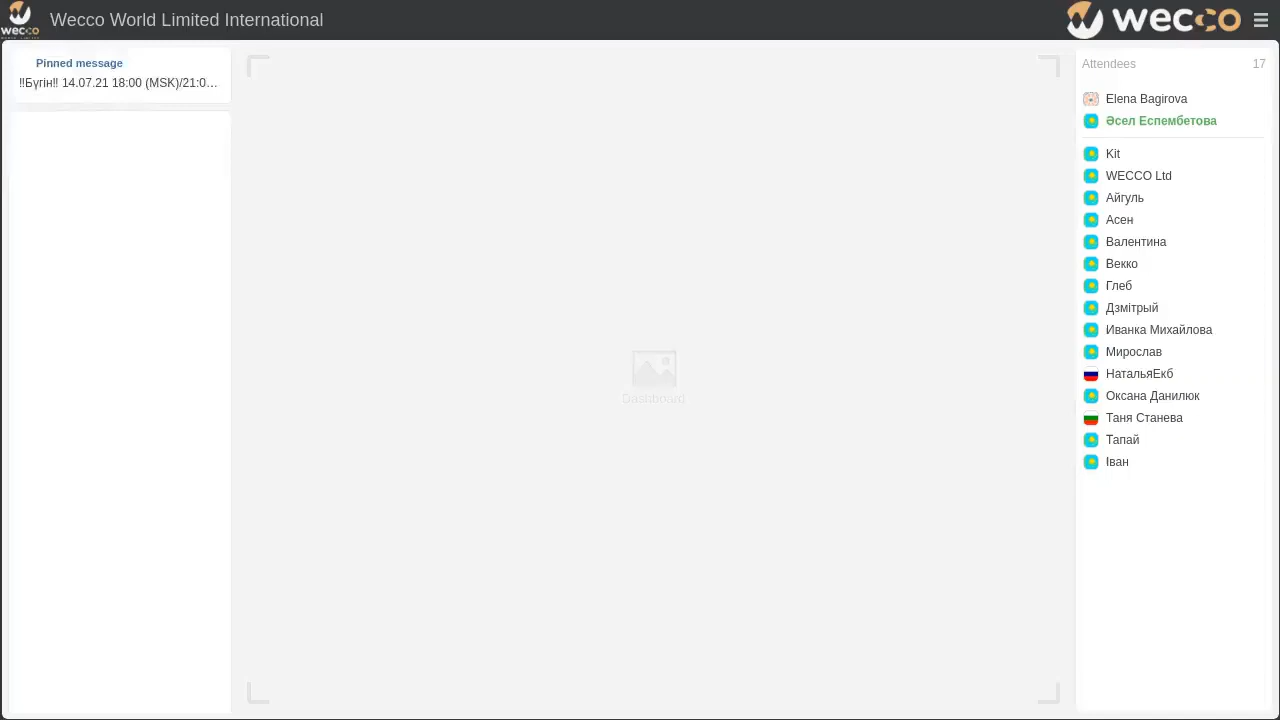 Wecco World Limited International
wecco
wecco
Pinned message
‼Бүгін‼ 14.07.21 18:00 (MSK)/21:0…
Dashboard
Attendees 17
Elena Bagirova
Әсел Еспембетова
Kit
WECCO Ltd
Айгуль
Асен
Валентина
Векко
Глеб
Дзмітрый
Иванка Михайлова
Мирослав
НатальяЕкб
Оксана Данилюк
Таня Станева
Тапай
Іван